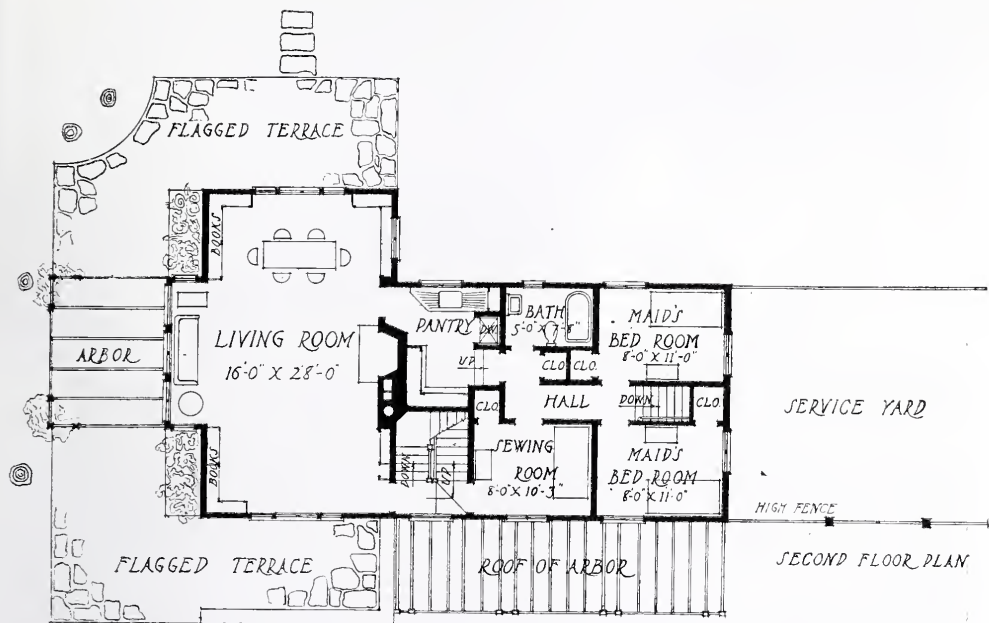 FLAGGED TERRACE
BOOKS
LIVING ROOM
16'-0" X 28'-0"
ARBOR
BOOKS
PANTRY
D.W.
UP
BATH
5'-0" X 7'-8"
MAID'S
BED ROOM
8'-0" X 11'-0"
CLO.
CLO.
CLO.
HALL
DOWN
CLO.
SERVICE YARD
DOWN
UP
SEWING
ROOM
8'-0" X 10'-3"
MAID'S
BED ROOM
8'-0" X 11'-0"
HIGH FENCE
FLAGGED TERRACE
ROOF OF ARBOR
SECOND FLOOR PLAN